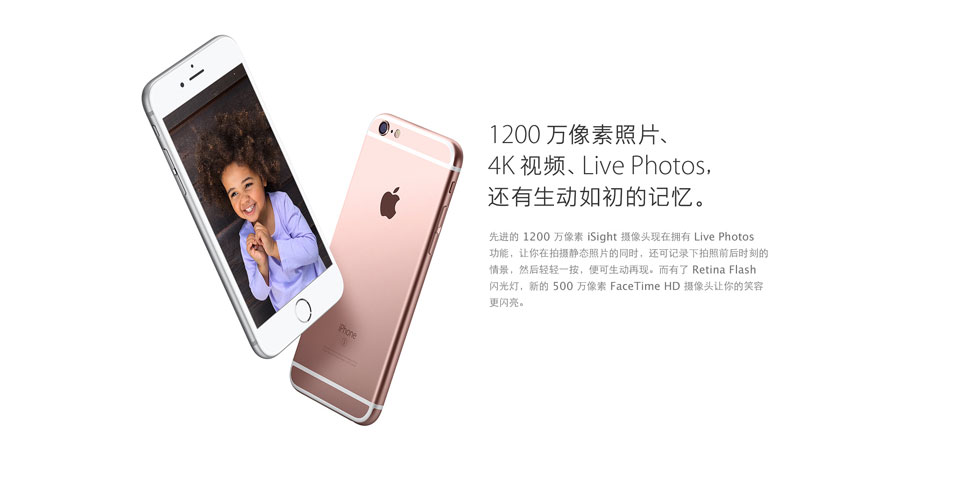 1200 万像素照片、
4K 视频、Live Photos，
还有生动如初的记忆。
先进的 1200 万像素 iSight 摄像头现在拥有 Live Photos
功能，让你在拍摄静态照片的同时，还可记录下拍照前后时刻的
情景，然后轻轻一按，便可生动再现。而有了 Retina Flash
闪光灯，新的 500 万像素 FaceTime HD 摄像头让你的笑容
更闪亮。
iPhone
S